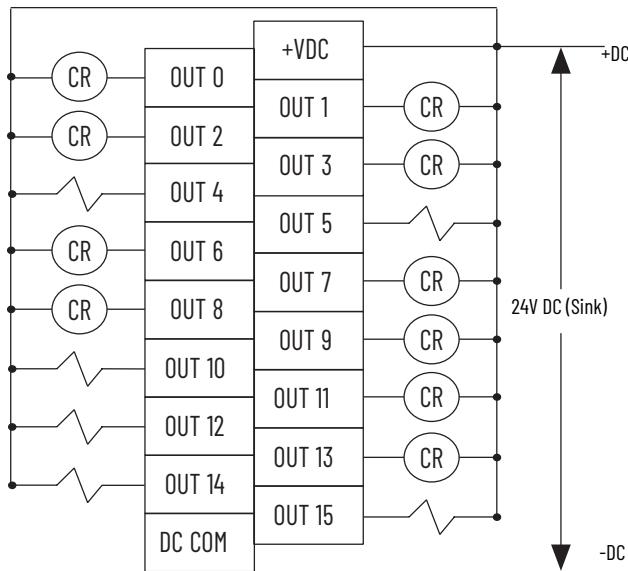 +VDC
+DC
CR OUT 0
OUT 1 CR
CR OUT 2
OUT 3 CR
OUT 4
OUT 5
CR OUT 6
OUT 7 CR
CR OUT 8
24V DC (Sink)
OUT 9 CR
OUT 10
OUT 11 CR
OUT 12
OUT 13 CR
OUT 14
OUT 15
DC COM
-DC